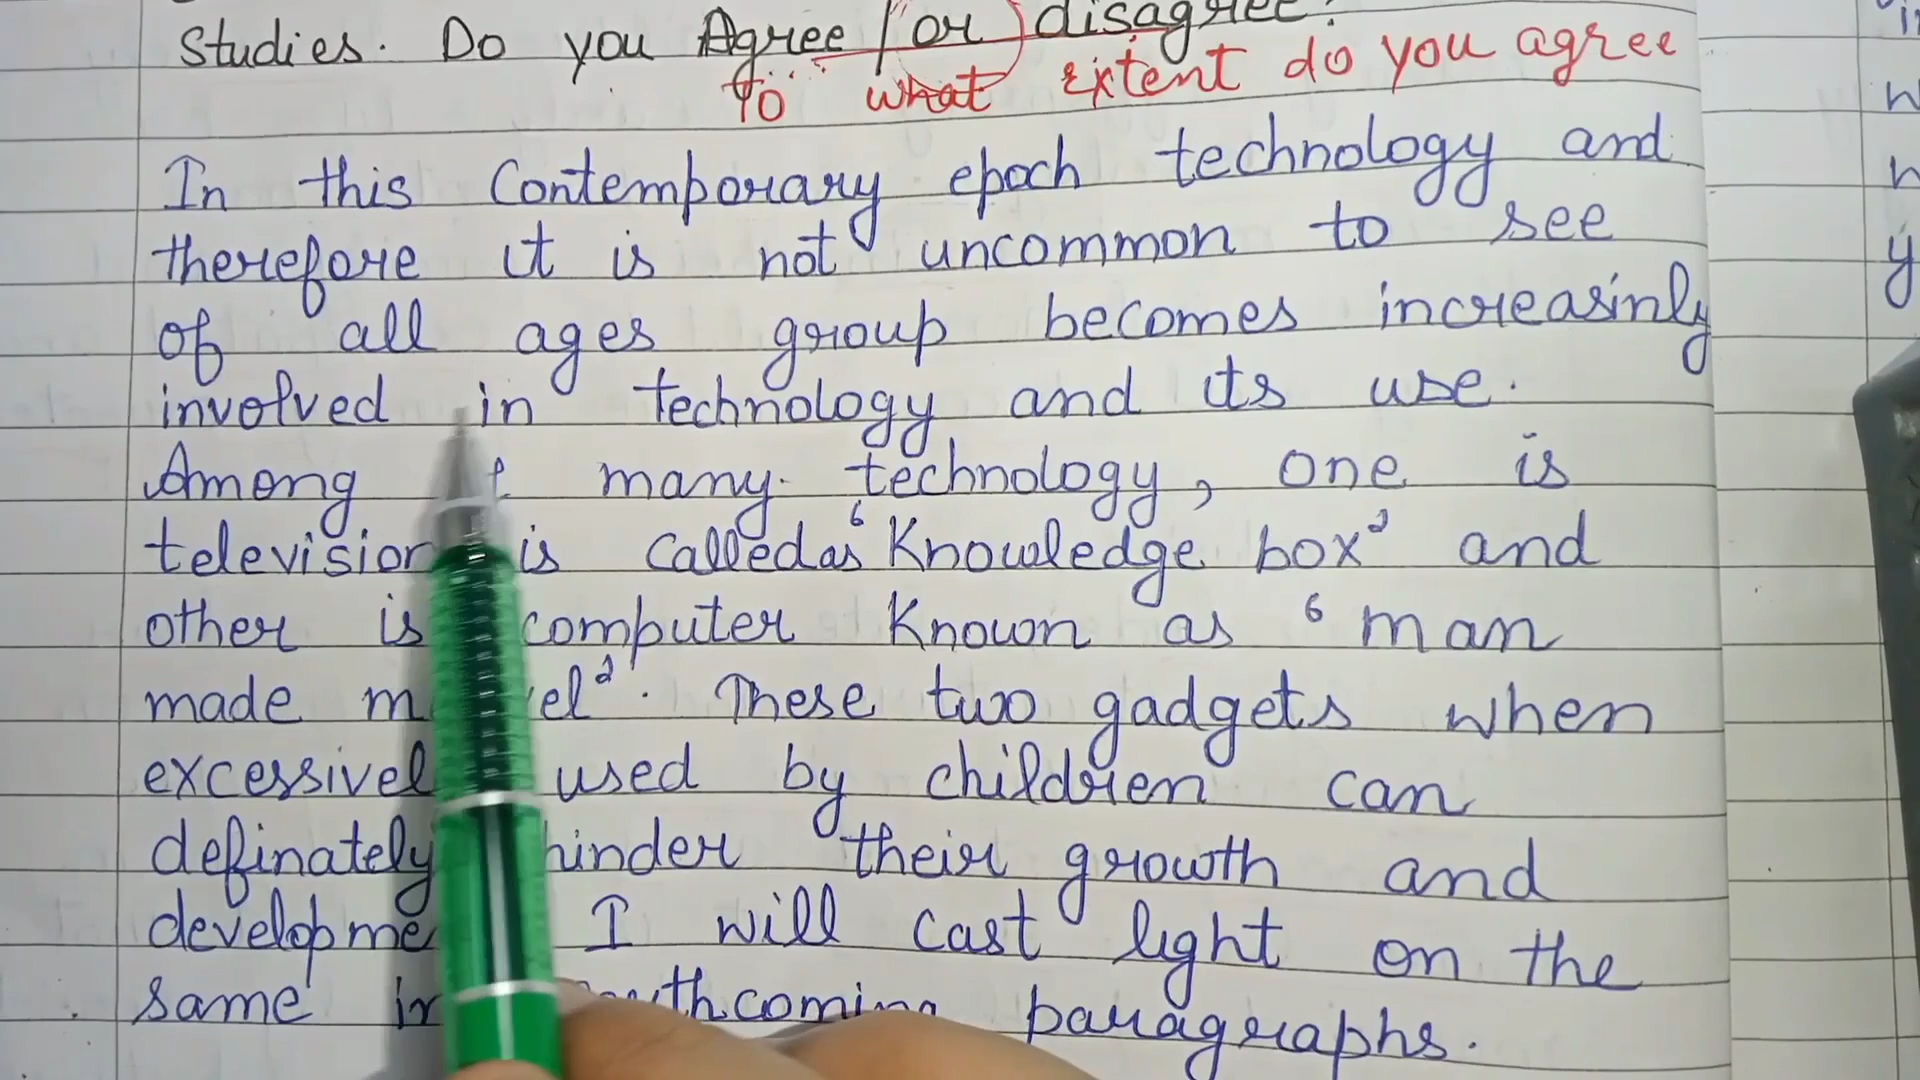 Studies. Do you Agree / or disagree.
To what extent do you agree
In this Contemporary epoch technology and
therefore it is not uncommon to see
of all ages group becomes increasinly
involved in technology and its use.
Among many technology, one is
television is called as 'Knowledge box' and
other is computer Known as 'man
made These two gadgets when
used by children can
definately hinder their growth and
I will cast light on the
same in paragraphs.